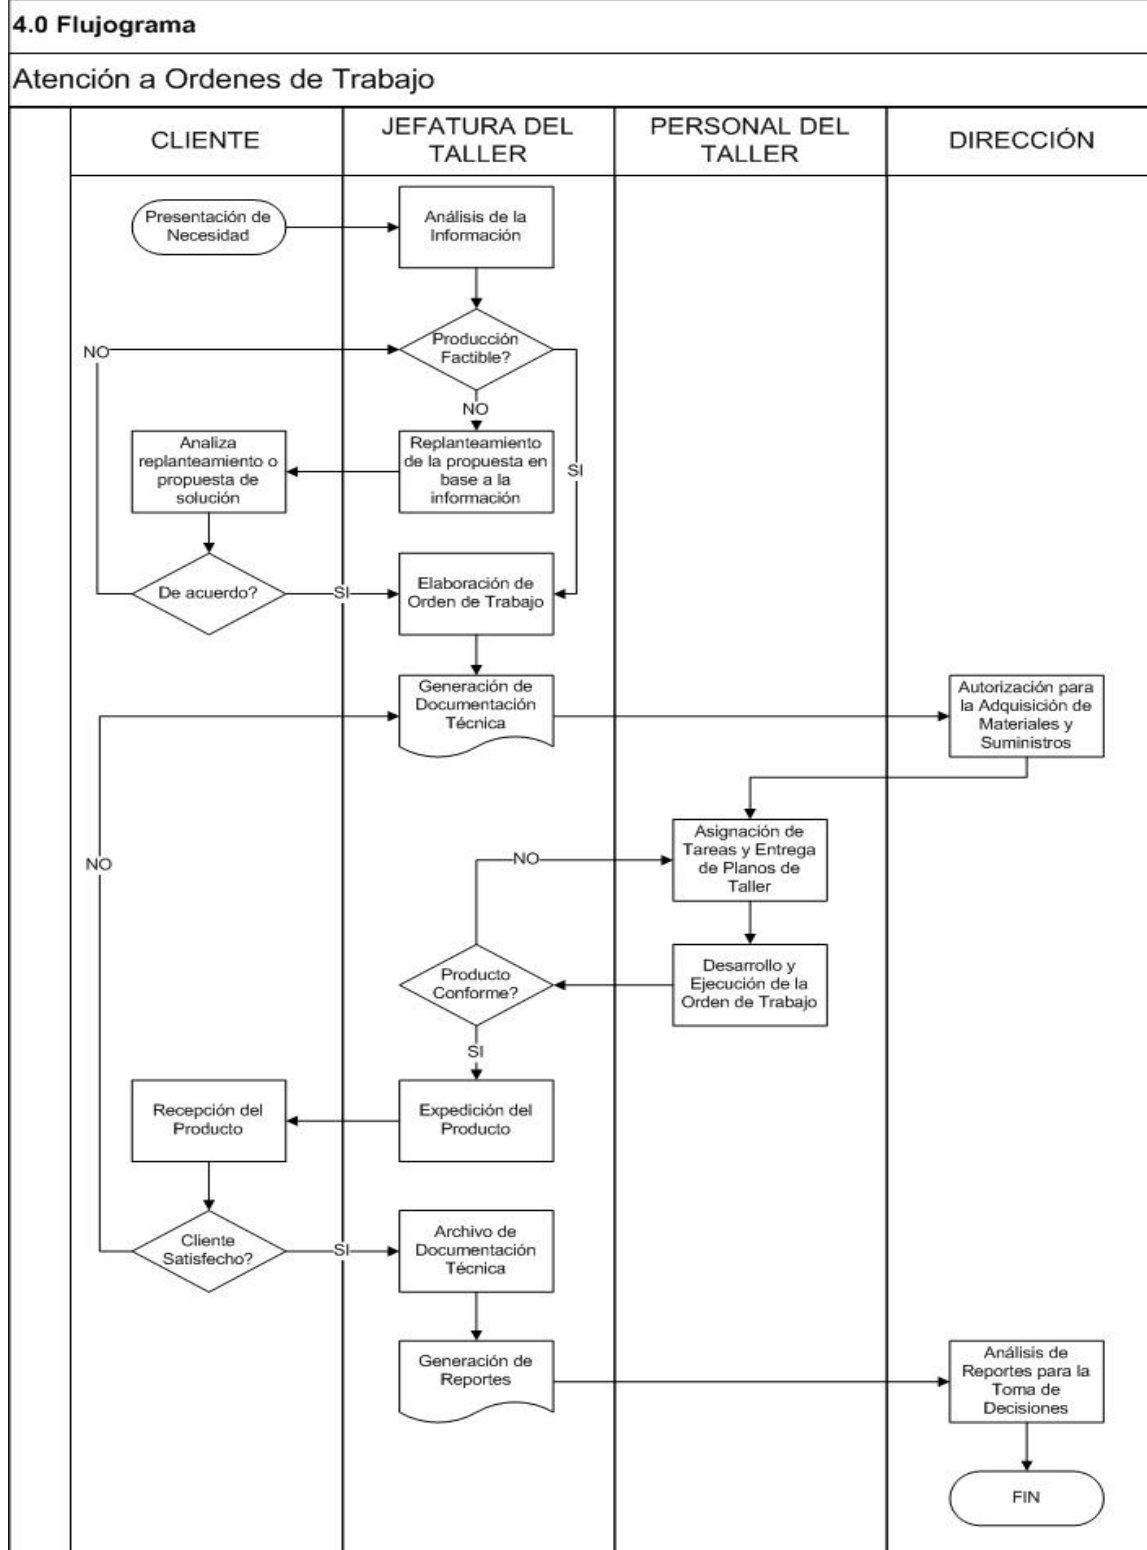 4.0 Flujograma
Atención a Ordenes de Trabajo
CLIENTE
JEFATURA DEL
TALLER
PERSONAL DEL
TALLER
DIRECCIÓN
Presentación de
Necesidad
Análisis de la
Información
Producción
Factible?
NO
NO
SI
Analiza
replanteamiento o
propuesta de
solución
Replanteamiento
de la propuesta en
base a la
información
De acuerdo?
SI
Elaboración de
Orden de Trabajo
Generación de
Documentación
Técnica
Autorización para
la Adquisición de
Materiales y
Suministros
Asignación de
Tareas y Entrega
de Planos de
Taller
NO
NO
Producto
Conforme?
Desarrollo y
Ejecución de la
Orden de Trabajo
SI
Recepción del
Producto
Expedición del
Producto
Cliente
Satisfecho?
SI
Archivo de
Documentación
Técnica
Generación de
Reportes
Análisis de
Reportes para la
Toma de
Decisiones
FIN